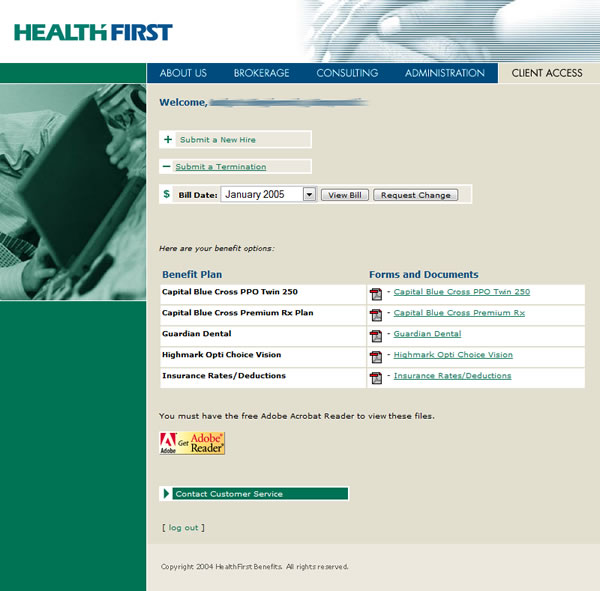 HEALTH FIRST
ABOUT US BROKERAGE CONSULTING ADMINISTRATION CLIENT ACCESS
Welcome,
+ Submit a New Hire
− Submit a Termination
$ Bill Date: January 2005 View Bill Request Change
Here are your benefit options:
Benefit Plan Forms and Documents
Capital Blue Cross PPO Twin 250 - Capital Blue Cross PPO Twin 250
Capital Blue Cross Premium Rx Plan - Capital Blue Cross Premium Rx
Guardian Dental - Guardian Dental
Highmark Opti Choice Vision - Highmark Opti Choice Vision
Insurance Rates/Deductions - Insurance Rates/Deductions
You must have the free Adobe Acrobat Reader to view these files.
Adobe Get Adobe® Reader®
Contact Customer Service
[ log out ]
Copyright 2004 HealthFirst Benefits. All rights reserved.